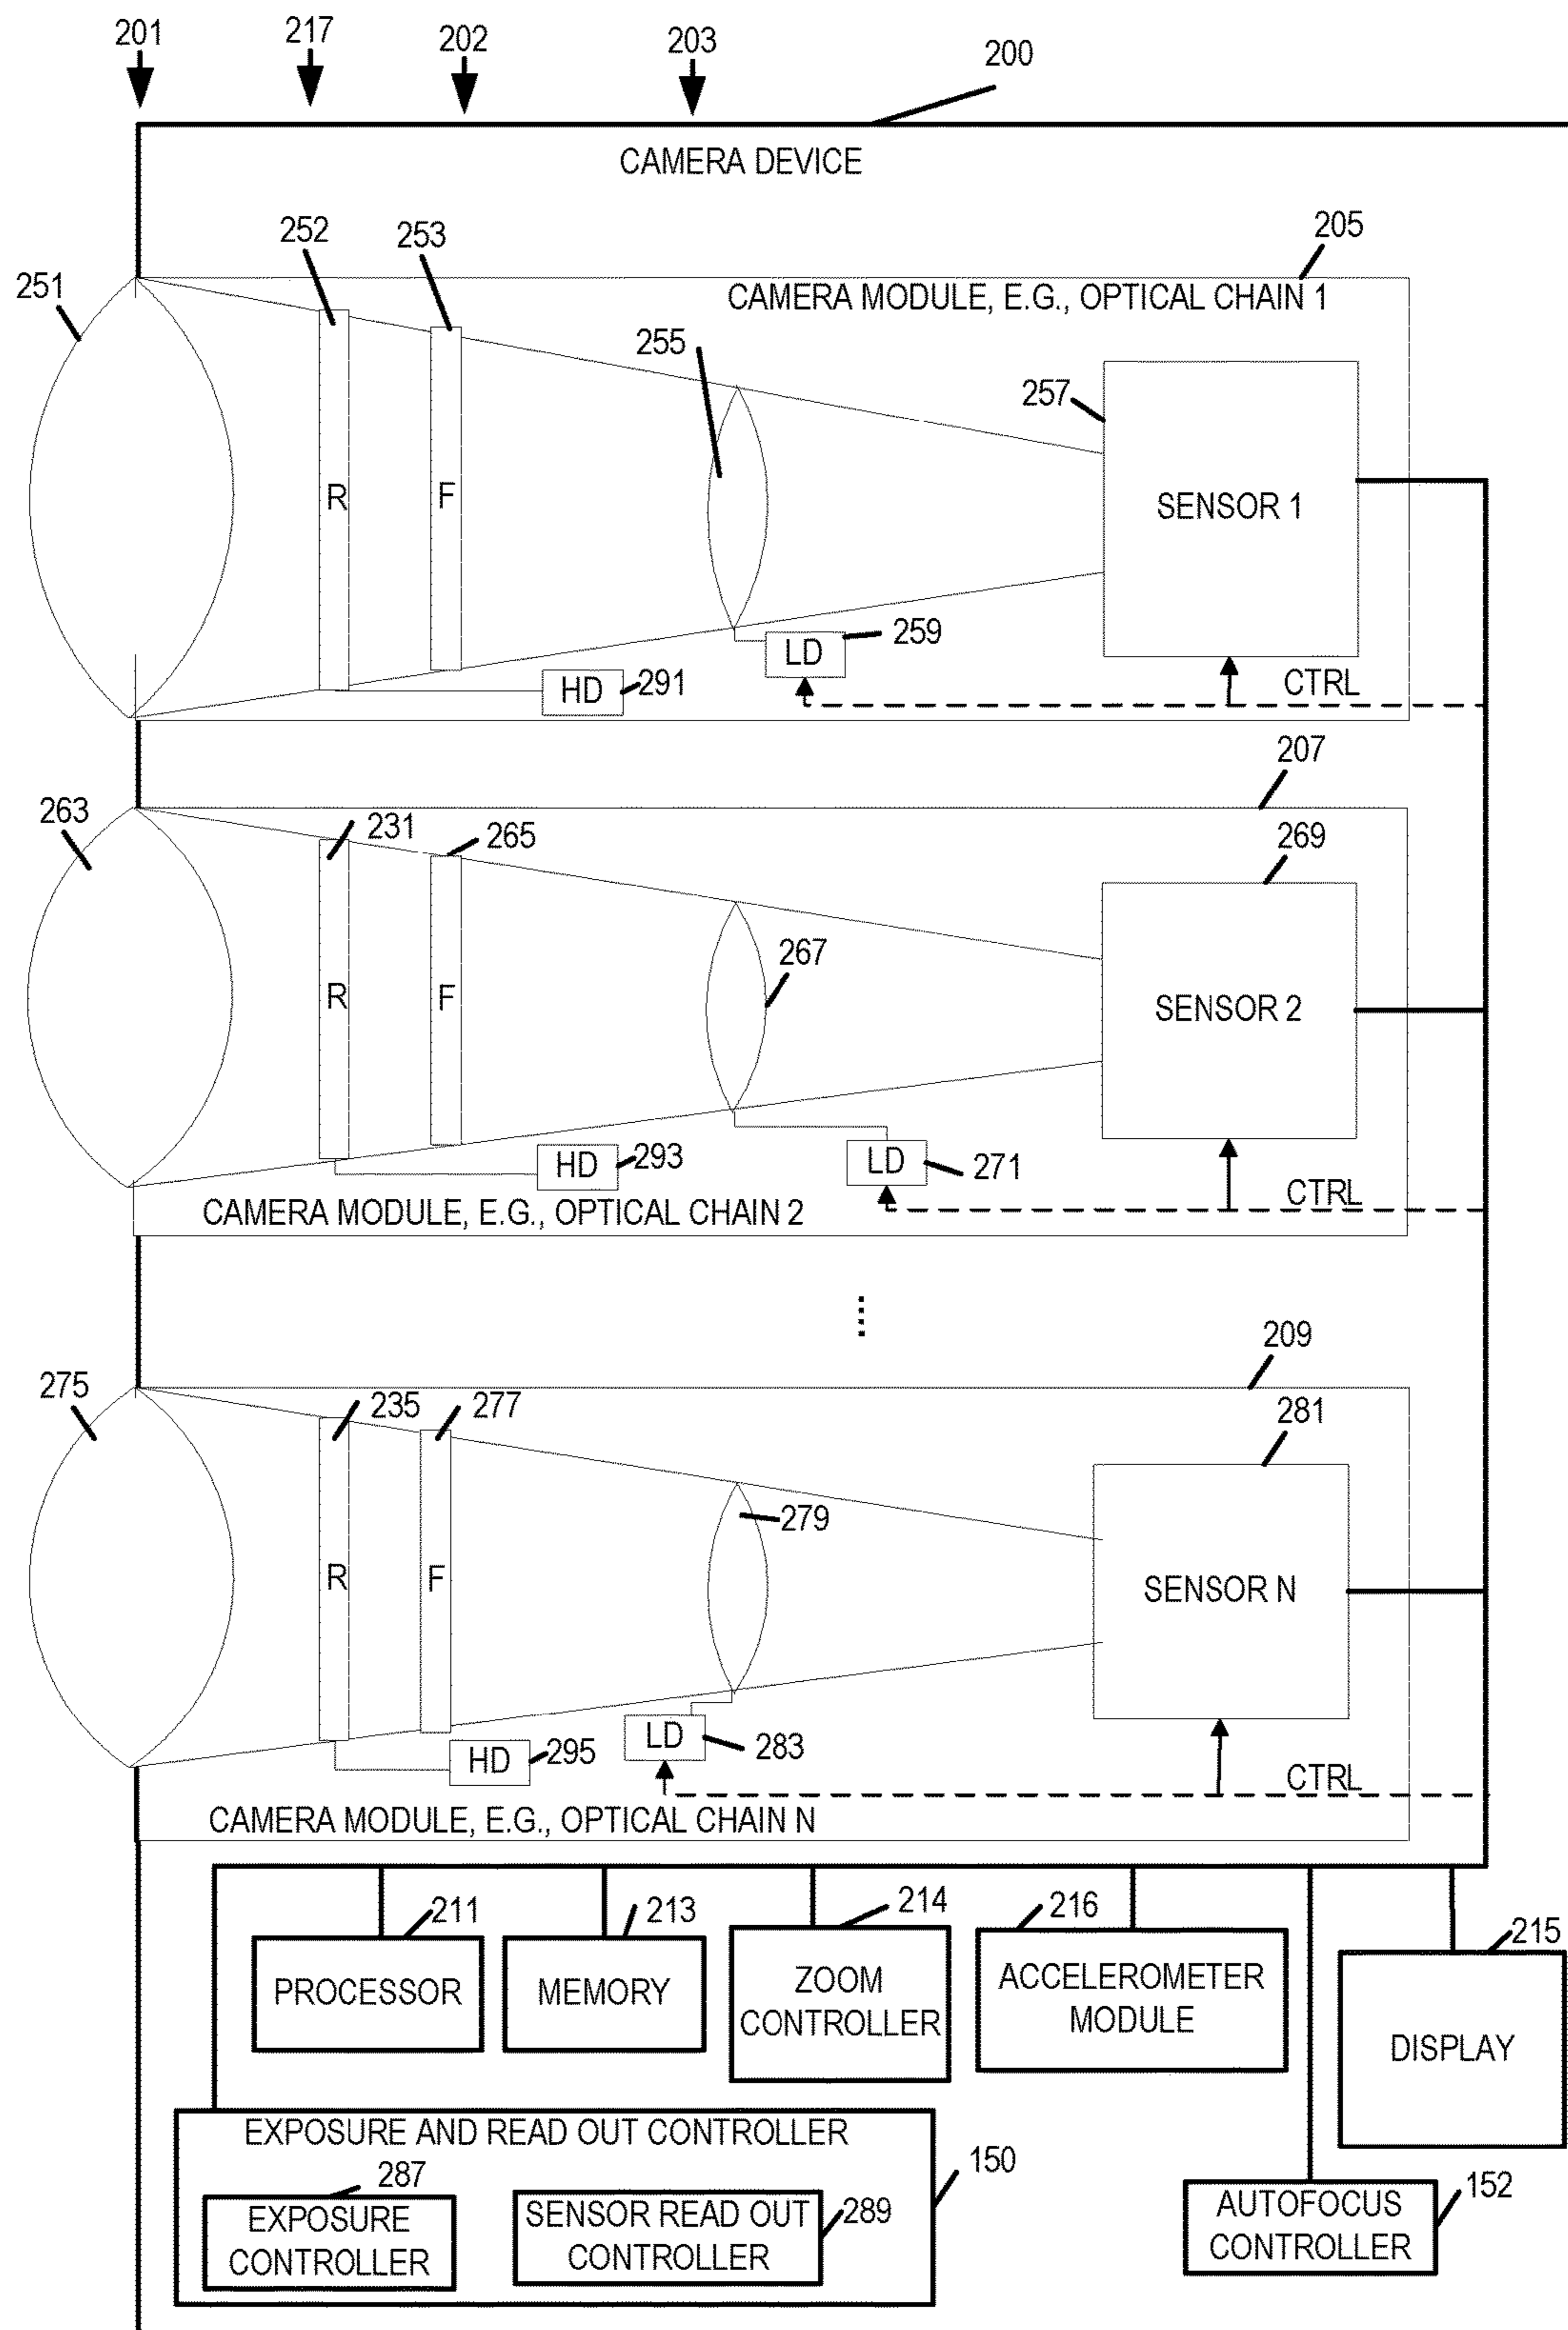 201
217
202
203
200
CAMERA DEVICE
252
253
205
251
CAMERA MODULE, E.G., OPTICAL CHAIN 1
255
257
R
F
SENSOR 1
259
LD
HD
291
CTRL
207
263
231
265
269
267
R
F
SENSOR 2
HD
293
LD
271
CTRL
CAMERA MODULE, E.G., OPTICAL CHAIN 2
209
275
235
277
281
279
R
F
SENSOR N
LD
283
HD
295
CTRL
CAMERA MODULE, E.G., OPTICAL CHAIN N
211
213
214
216
215
PROCESSOR
MEMORY
ZOOM
CONTROLLER
ACCELEROMETER
MODULE
DISPLAY
EXPOSURE AND READ OUT CONTROLLER
150
287
EXPOSURE
CONTROLLER
SENSOR READ OUT
CONTROLLER
289
AUTOFOCUS
CONTROLLER
152